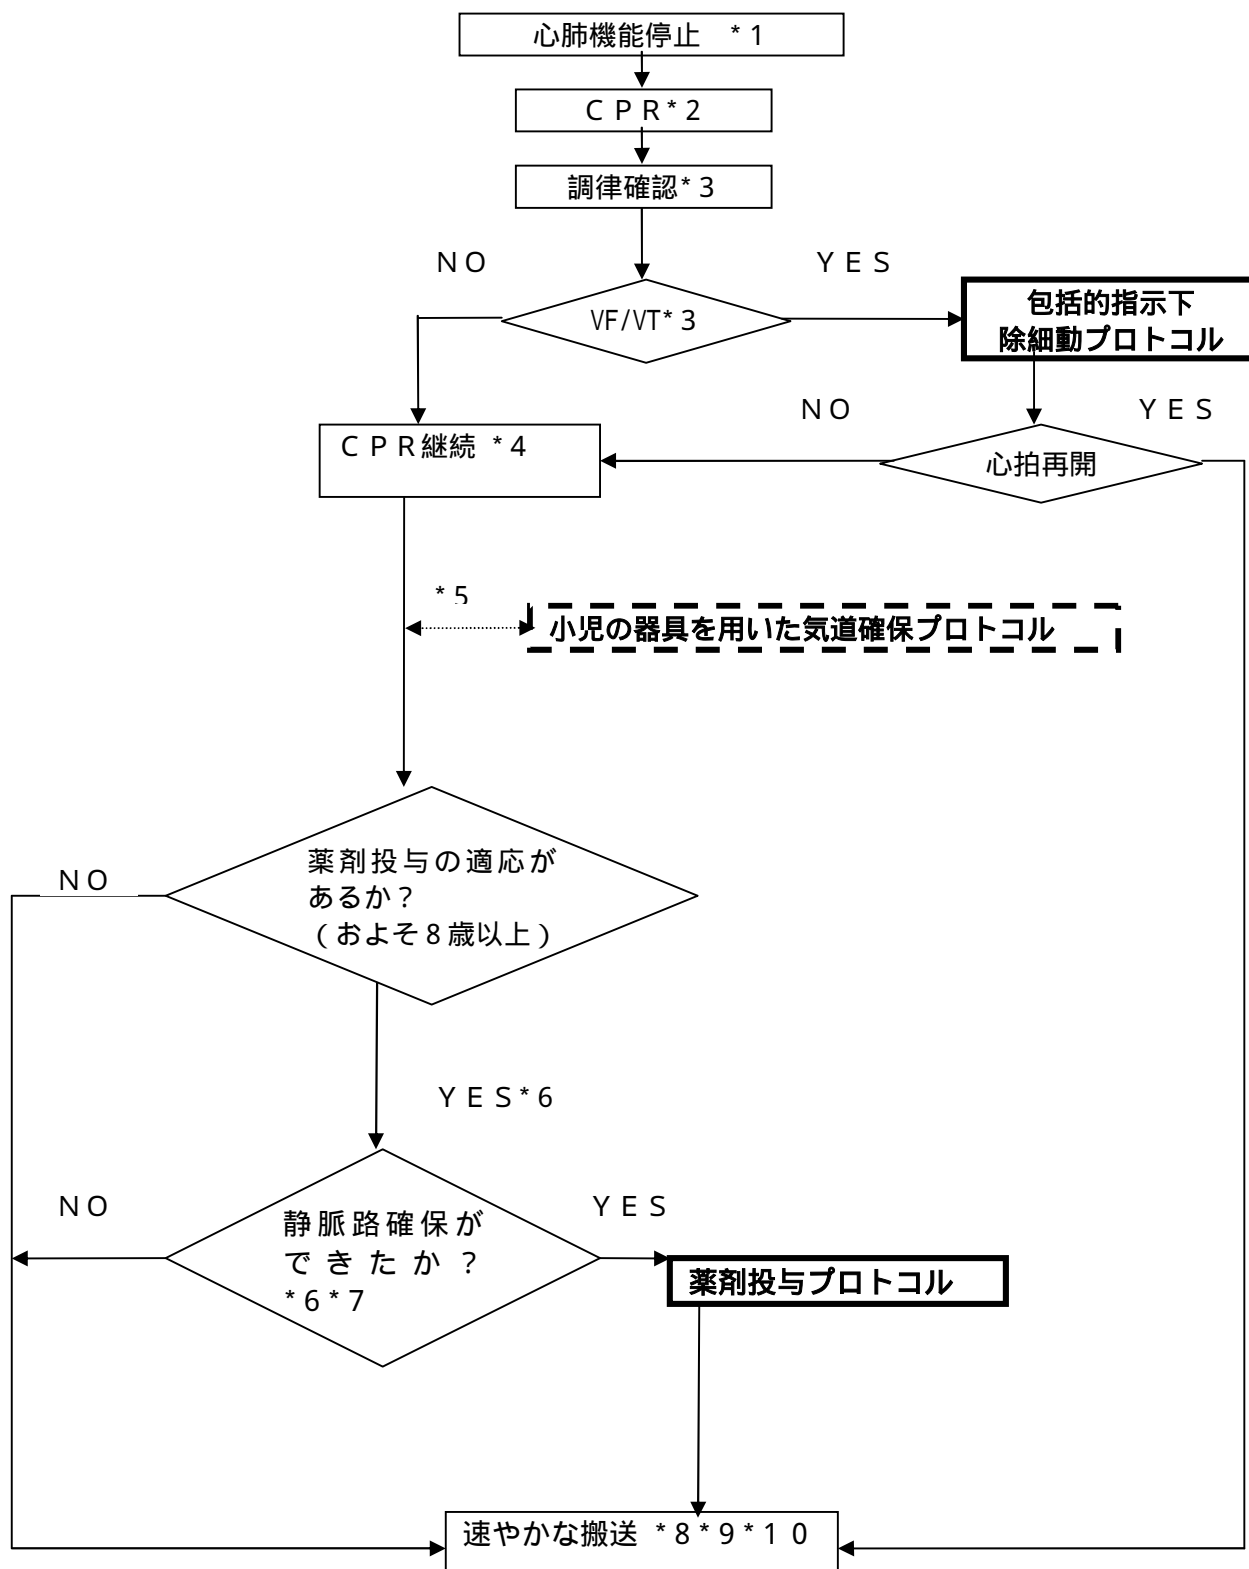 心肺機能停止　*1
ＣＰＲ*2
調律確認*3
ＮＯ
ＹＥＳ
VF/VT*3
包括的指示下
除細動プロトコル
ＮＯ
ＹＥＳ
ＣＰＲ継続 *4
心拍再開
*5
小児の器具を用いた気道確保プロトコル
薬剤投与の適応が
あるか？
（およそ８歳以上）
ＮＯ
ＹＥＳ*6
ＮＯ
ＹＥＳ
静脈路確保が
できたか？
*6*7
薬剤投与プロトコル
速やかな搬送 *8*9*10